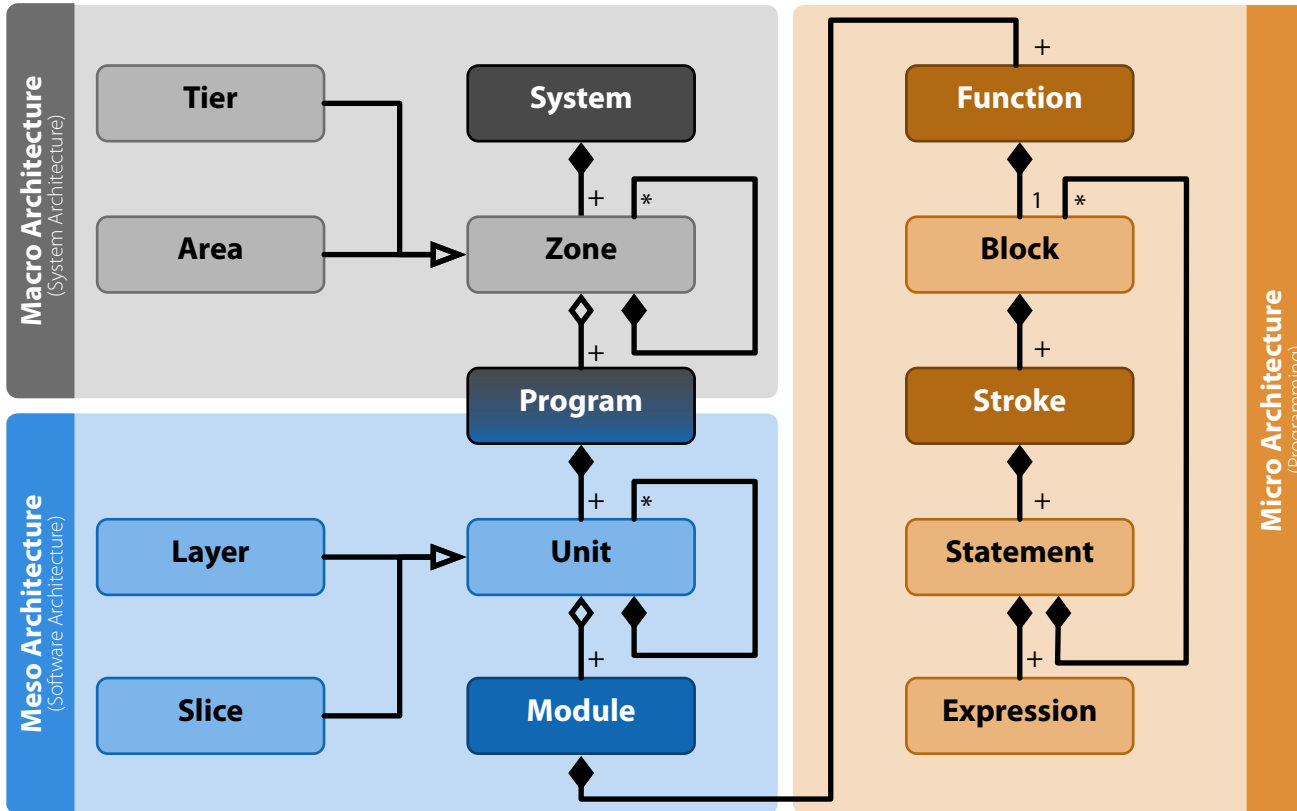 Macro Architecture
(System Architecture)
Tier
System
+
*
Area
Zone
+
Program
Meso Architecture
(Software Architecture)
+
*
Layer
Unit
+
Slice
Module
Micro Architecture
(Programming)
+
Function
1
*
Block
+
Stroke
+
Statement
+
Expression